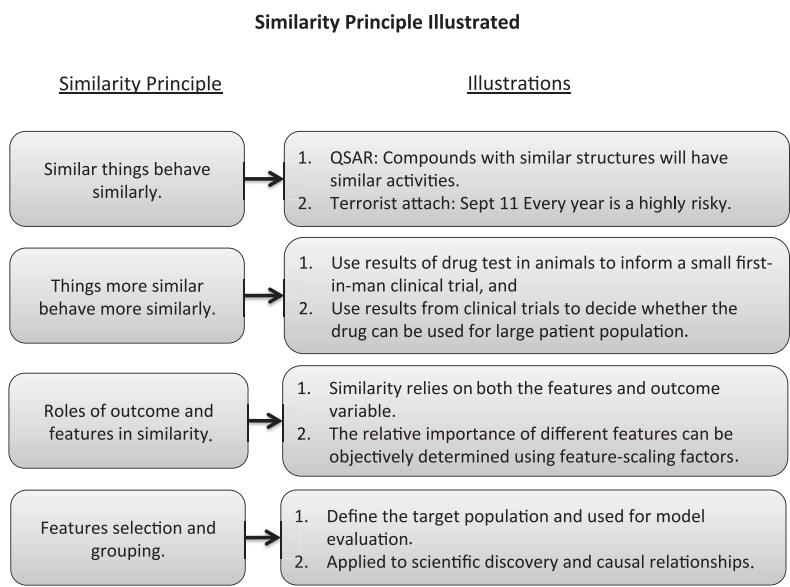 Similarity Principle Illustrated
Similarity Principle
Illustrations
Similar things behave
similarly.
1. QSAR: Compounds with similar structures will have
similar activities.
2. Terrorist attach: Sept 11 Every year is a highly risky.
Things more similar
behave more similarly.
1. Use results of drug test in animals to inform a small first-
in-man clinical trial, and
2. Use results from clinical trials to decide whether the
drug can be used for large patient population.
Roles of outcome and
features in similarity.
1. Similarity relies on both the features and outcome
variable.
2. The relative importance of different features can be
objectively determined using feature-scaling factors.
Features selection and
grouping.
1. Define the target population and used for model
evaluation.
2. Applied to scientific discovery and causal relationships.